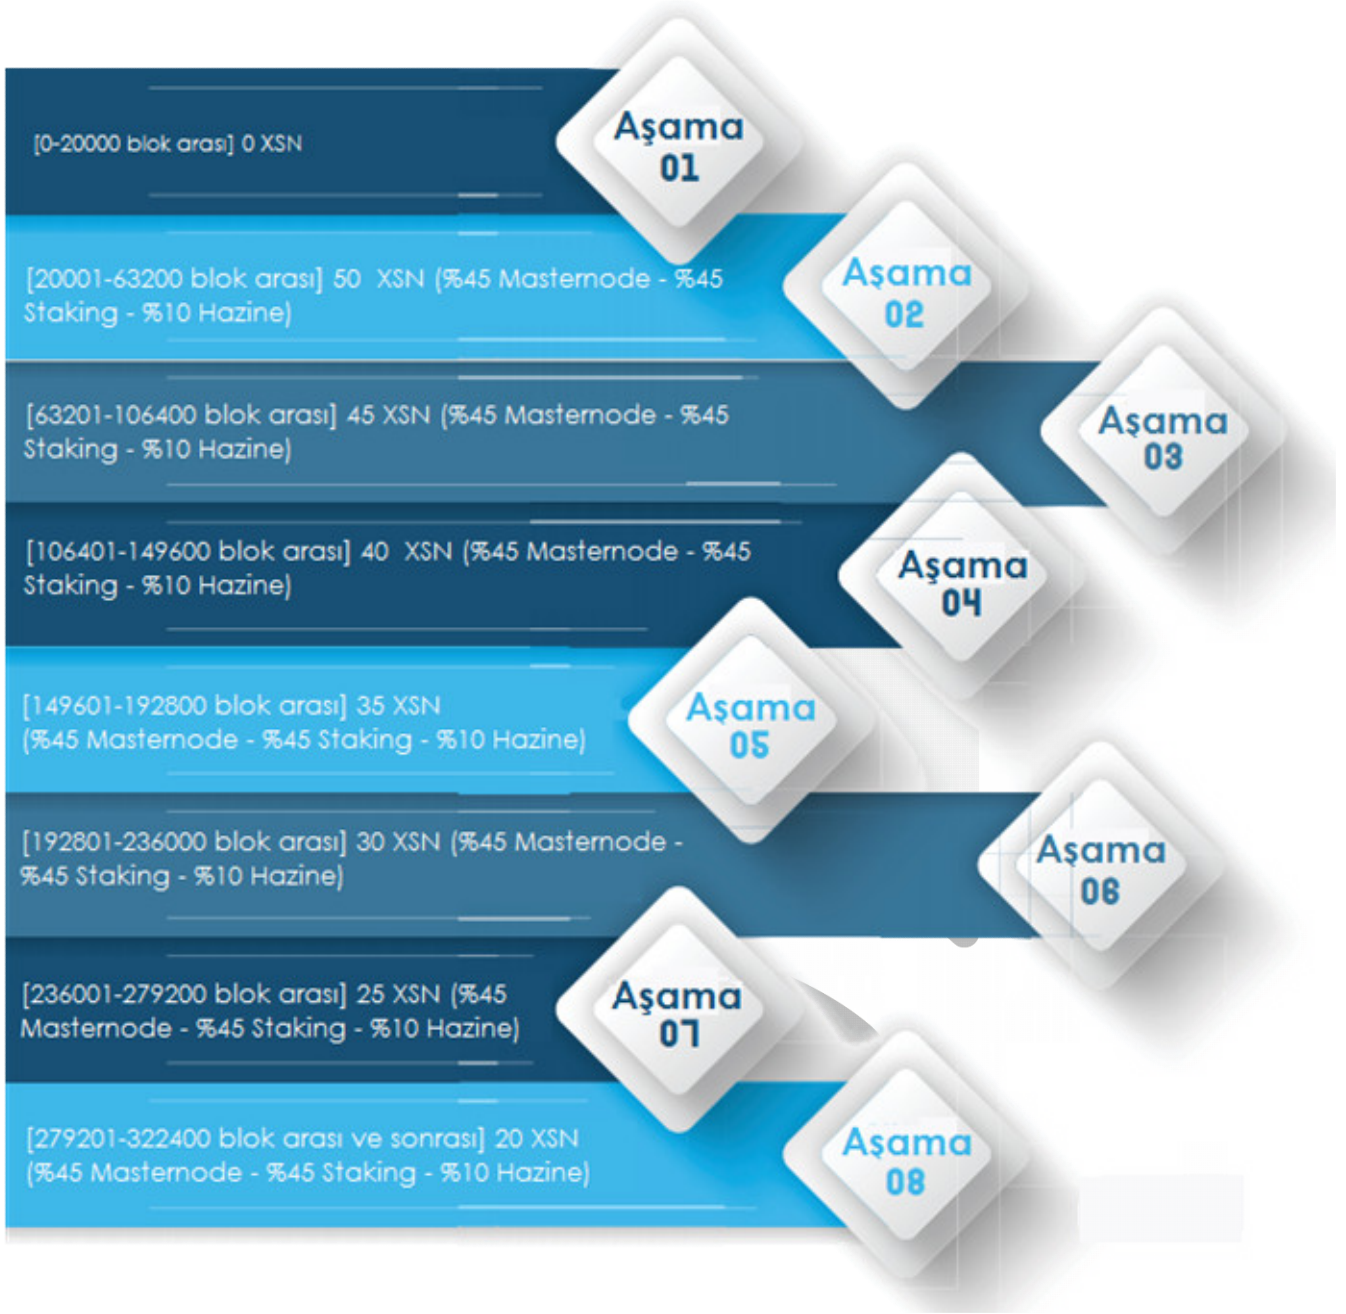 [0-20000 blok arası] 0 XSN
Aşama
01
[20001-63200 blok arası] 50 XSN (%45 Masternode - %45
Staking - %10 Hazine)
Aşama
02
[63201-106400 blok arası] 45 XSN (%45 Masternode - %45
Staking - %10 Hazine)
Aşama
03
[106401-149600 blok arası] 40 XSN (%45 Masternode - %45
Staking - %10 Hazine)
Aşama
04
[149601-192800 blok arası] 35 XSN
(%45 Masternode - %45 Staking - %10 Hazine)
Aşama
05
[192801-236000 blok arası] 30 XSN (%45 Masternode -
%45 Staking - %10 Hazine)
Aşama
06
[236001-279200 blok arası] 25 XSN (%45
Masternode - %45 Staking - %10 Hazine)
Aşama
07
[279201-322400 blok arası ve sonrası] 20 XSN
(%45 Masternode - %45 Staking - %10 Hazine)
Aşama
08